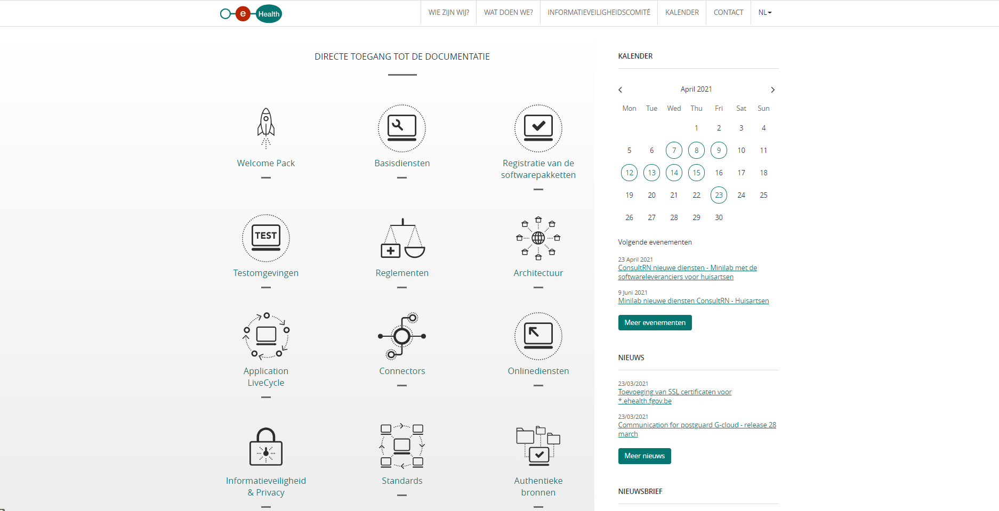 e Health
WIE ZIJN WIJ?
WAT DOEN WE?
INFORMATIEVEILIGHEIDSCOMITÉ
KALENDER
CONTACT
NL
DIRECTE TOEGANG TOT DE DOCUMENTATIE
Welcome Pack
Basisdiensten
Registratie van de
softwarepakketten
TEST
Testomgevingen
Reglementen
Architectuur
Application
LiveCycle
Connectors
Onlinediensten
Informatieveiligheid
& Privacy
Standards
Authentieke
bronnen
KALENDER
April 2021
Mon Tue Wed Thu Fri Sat Sun
1 2 3 4
5 6 7 8 9 10 11
12 13 14 15 16 17 18
19 20 21 22 23 24 25
26 27 28 29 30
Volgende evenementen
23 April 2021
ConsultRN nieuwe diensten - Minilab met de
softwareleveranciers voor huisartsen
9 Juni 2021
Minilab nieuwe diensten ConsultRN - Huisartsen
Meer evenementen
NIEUWS
23/03/2021
Toevoeging van SSL certificaten voor
*.ehealth.fgov.be
23/03/2021
Communication for postguard G-cloud - release 28
march
Meer nieuws
NIEUWSBRIEF